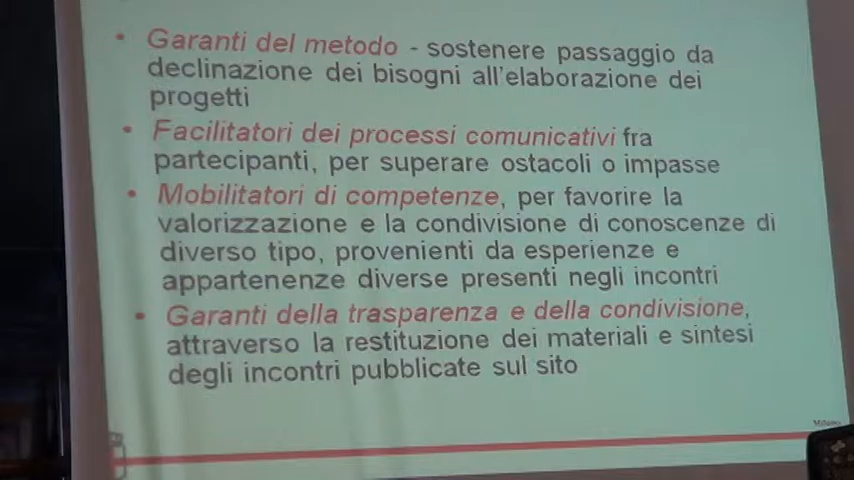 • Garanti del metodo - sostenere passaggio da
declinazione dei bisogni all'elaborazione dei
progetti
• Facilitatori dei processi comunicativi fra
partecipanti, per superare ostacoli o impasse
• Mobilitatori di competenze, per favorire la
valorizzazione e la condivisione di conoscenze di
diverso tipo, provenienti da esperienze e
appartenenze diverse presenti negli incontri
• Garanti della trasparenza e della condivisione,
attraverso la restituzione dei materiali e sintesi
degli incontri pubblicate sul sito